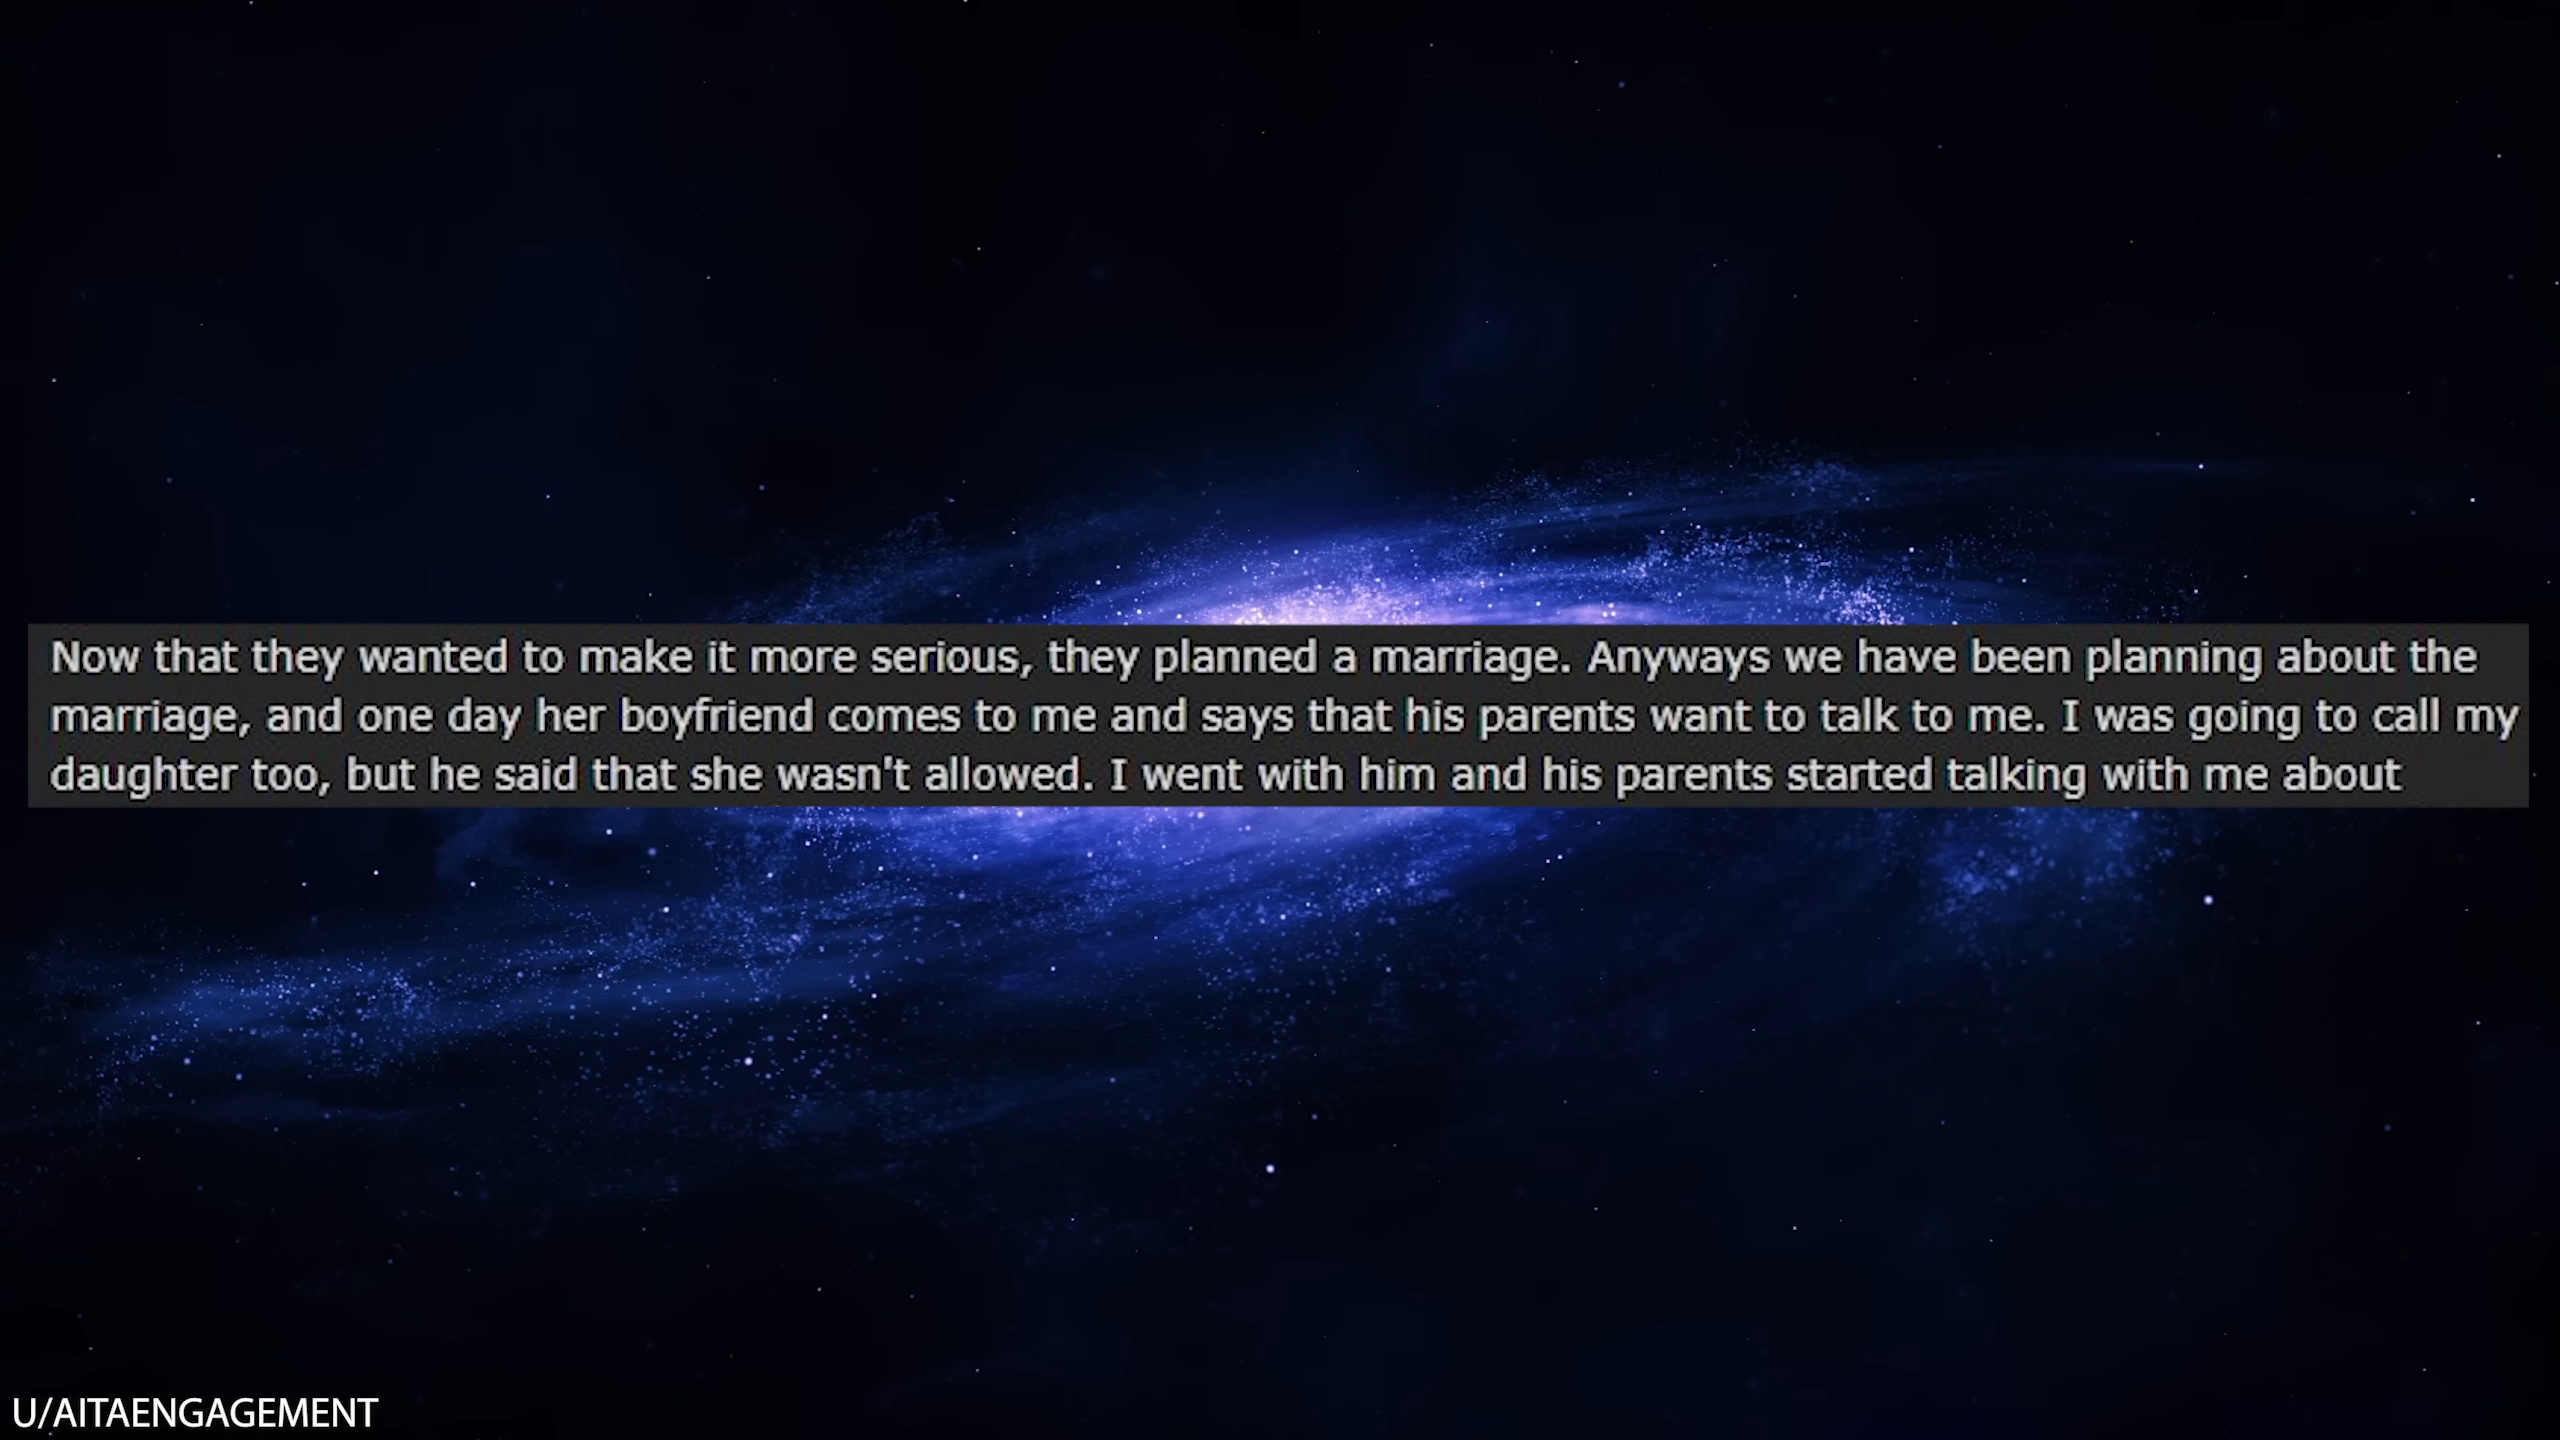 Now that they wanted to make it more serious, they planned a marriage. Anyways we have been planning about the
marriage, and one day her boyfriend comes to me and says that his parents want to talk to me. I was going to call my
daughter too, but he said that she wasn't allowed. I went with him and his parents started talking with me about
U/AITAENGAGEMENT